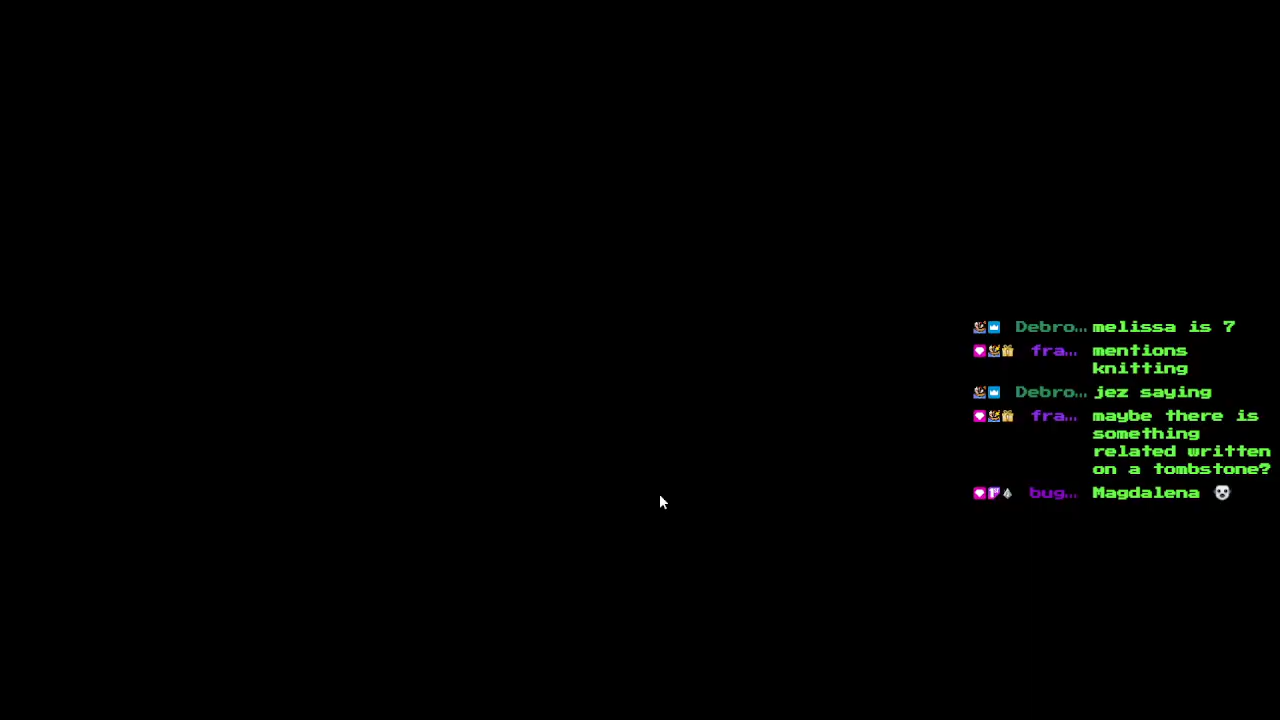 Debro... melissa is 7
fra... mentions
knitting
Debro... jez saying
fra... maybe there is
something
related written
on a tombstone?
bug... Magdalena